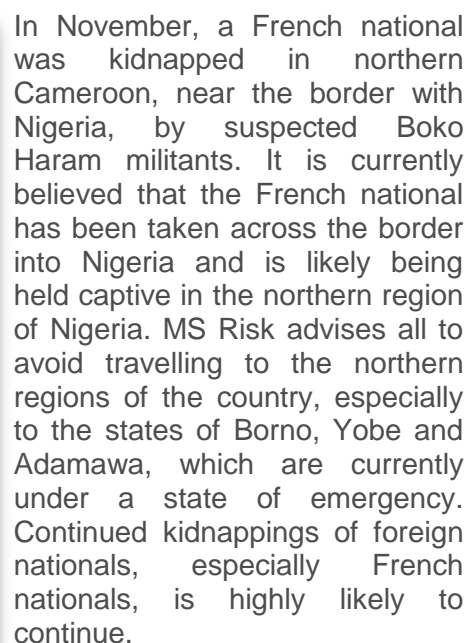 In November, a French national
was kidnapped in northern
Cameroon, near the border with
Nigeria, by suspected Boko
Haram militants. It is currently
believed that the French national
has been taken across the border
into Nigeria and is likely being
held captive in the northern region
of Nigeria. MS Risk advises all to
avoid travelling to the northern
regions of the country, especially
to the states of Borno, Yobe and
Adamawa, which are currently
under a state of emergency.
Continued kidnappings of foreign
nationals, especially French
nationals, is highly likely to
continue.